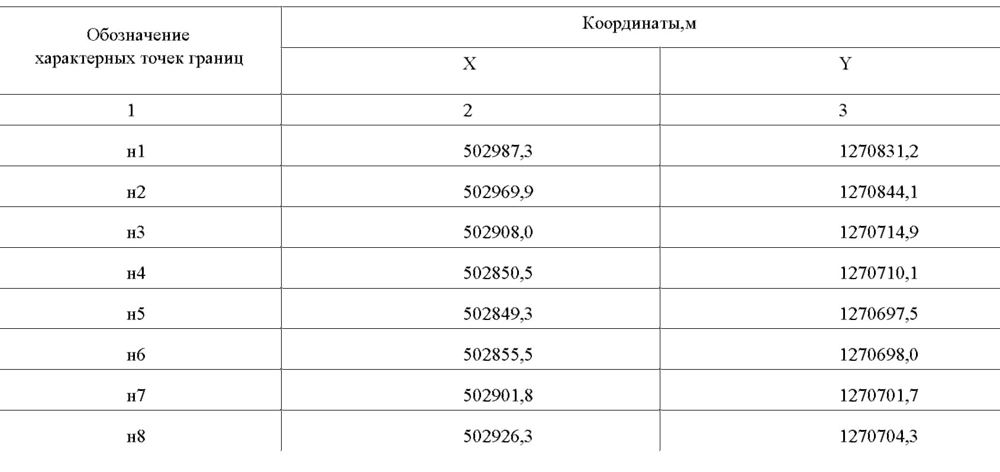 Обозначение
характерных точек границ
Координаты,м
X
Y
1
2
3
н1
502987,3
1270831,2
н2
502969,9
1270844,1
н3
502908,0
1270714,9
н4
502850,5
1270710,1
н5
502849,3
1270697,5
н6
502855,5
1270698,0
н7
502901,8
1270701,7
н8
502926,3
1270704,3